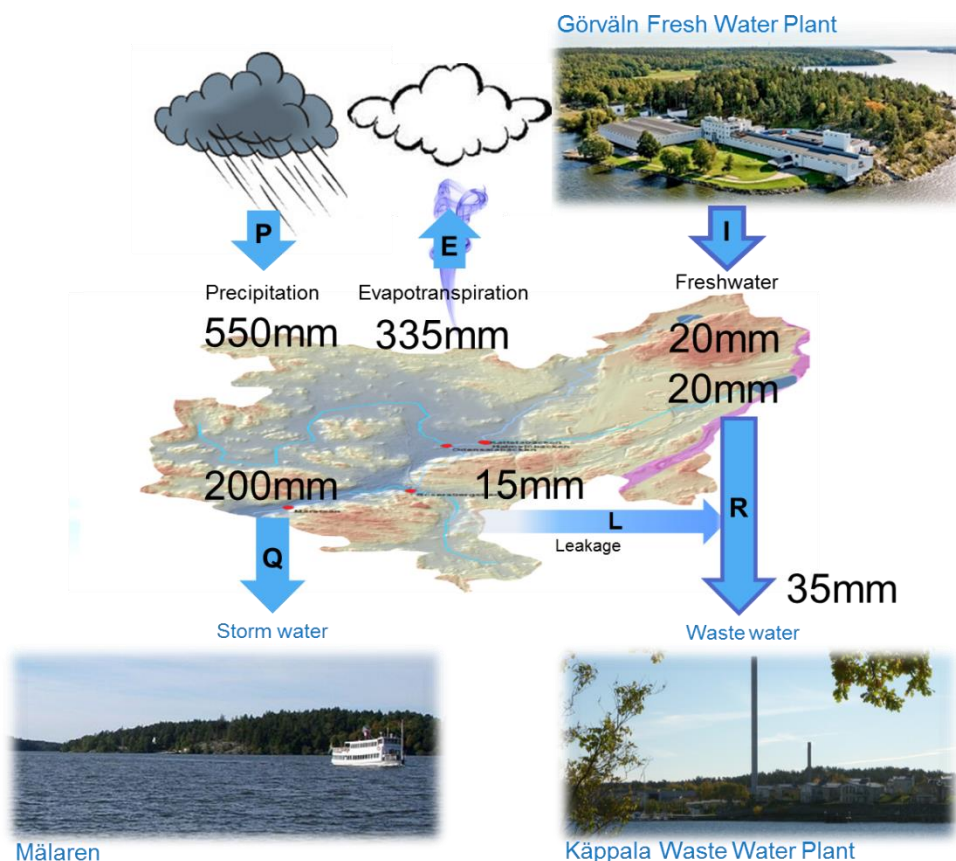 Görväln Fresh Water Plant
P
E
I
Precipitation
Evapotranspiration
Freshwater
550mm
335mm
20mm
20mm
200mm
15mm
L
R
Leakage
Q
35mm
Storm water
Waste water
Mälaren
Käppala Waste Water Plant